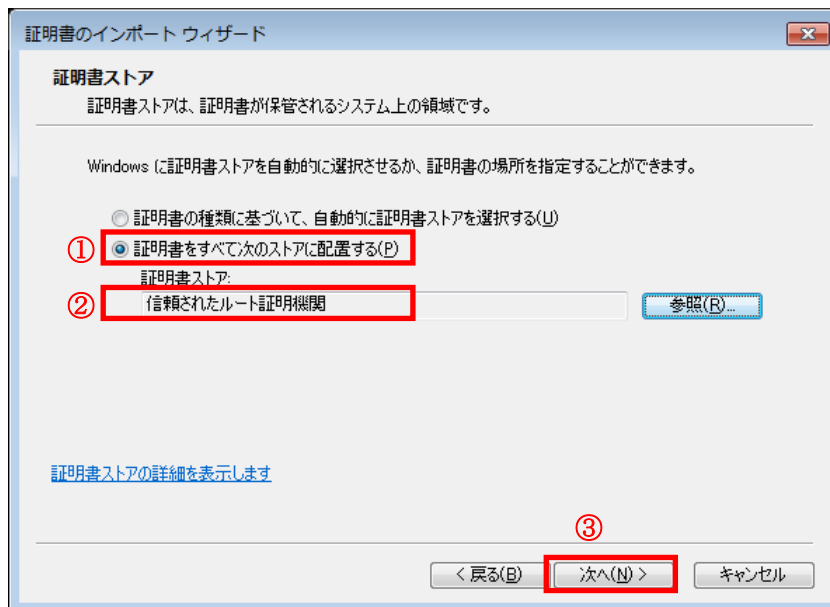 証明書のインポート ウィザード
証明書ストア
証明書ストアは、証明書が保管されるシステム上の領域です。
Windows に証明書ストアを自動的に選択させるか、証明書の場所を指定することができます。
証明書の種類に基づいて、自動的に証明書ストアを選択する(U)
① 証明書をすべて次のストアに配置する(P)
証明書ストア:
② 信頼されたルート証明機関 参照(R)...
証明書ストアの詳細を表示します
③
< 戻る(B) 次へ(N) > キャンセル